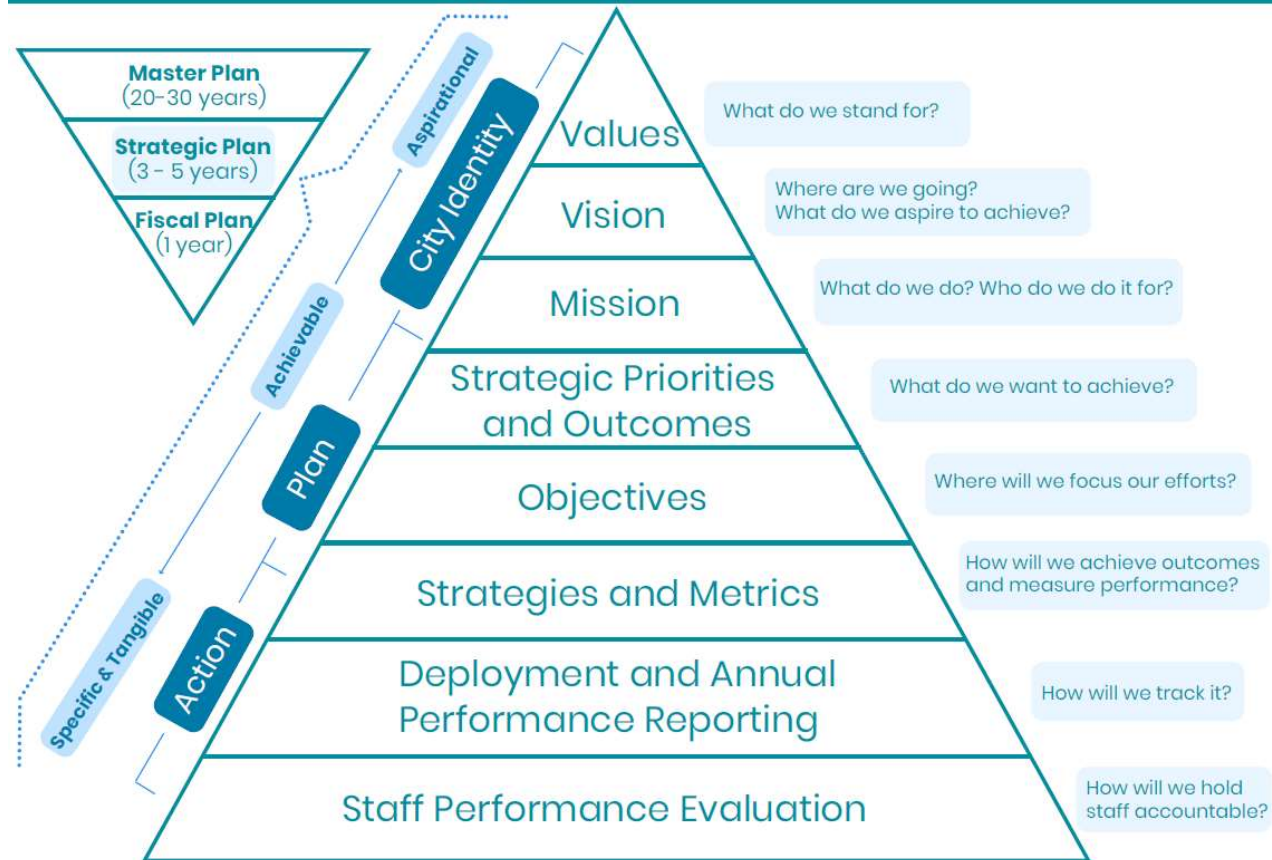 Master Plan
(20-30 years)
Strategic Plan
(3 - 5 years)
Fiscal Plan
(1 year)
Aspirational
Achievable
Specific & Tangible
City Identity
Plan
Action
Values
What do we stand for?
Vision
Where are we going?
What do we aspire to achieve?
Mission
What do we do? Who do we do it for?
Strategic Priorities
and Outcomes
What do we want to achieve?
Objectives
Where will we focus our efforts?
Strategies and Metrics
How will we achieve outcomes
and measure performance?
Deployment and Annual
Performance Reporting
How will we track it?
Staff Performance Evaluation
How will we hold
staff accountable?